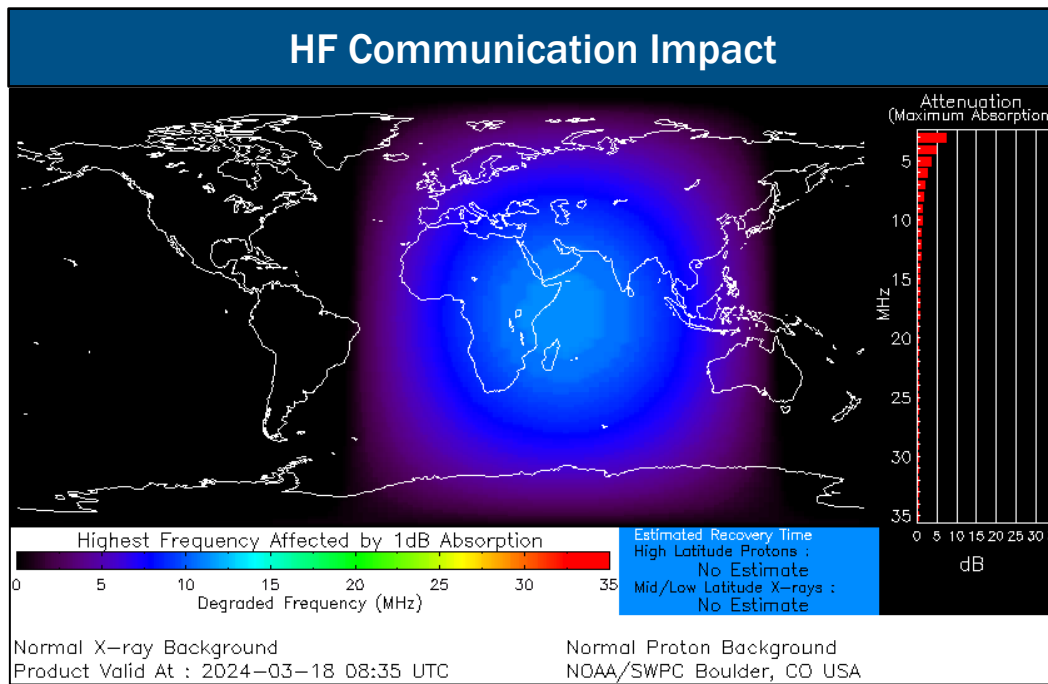 HF Communication Impact
Attenuation
(Maximum Absorption
5
10
15
20
25
30
35
MHz
0 5 10 15 20 25 30
dB
Highest Frequency Affected by 1dB Absorption
0 5 10 15 20 25 30 35
Degraded Frequency (MHz)
Estimated Recovery Time
High Latitude Protons :
No Estimate
Mid/Low Latitude X-rays :
No Estimate
Normal X-ray Background
Product Valid At : 2024-03-18 08:35 UTC
Normal Proton Background
NOAA/SWPC Boulder, CO USA